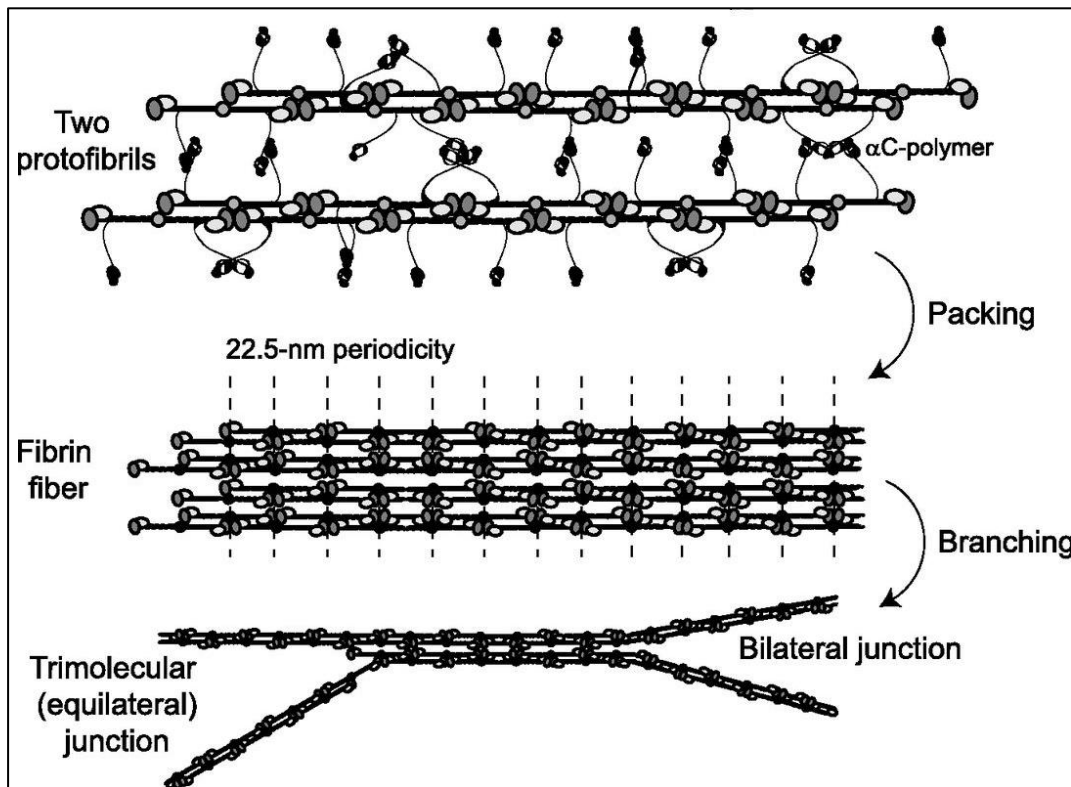 Two
protofibrils
αC-polymer
Packing
22.5-nm periodicity
Fibrin
fiber
Branching
Bilateral junction
Trimolecular
(equilateral)
junction